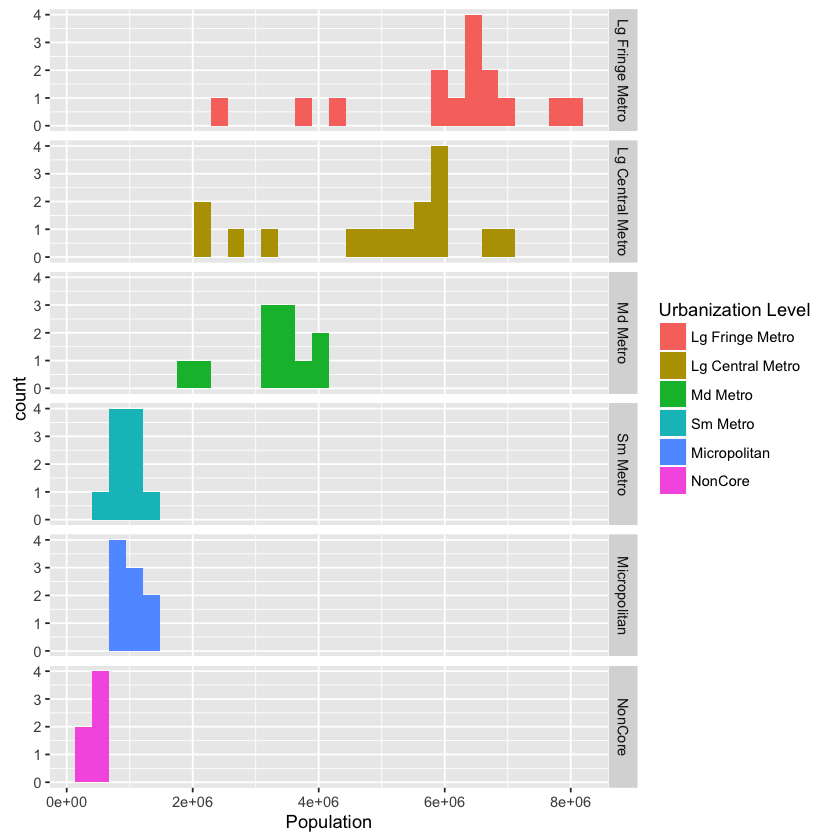 4
3
2
1
0
Lg Fringe Metro
4
3
2
1
0
Lg Central Metro
4
3
2
1
0
Md Metro
4
3
2
1
0
Sm Metro
4
3
2
1
0
Micropolitan
4
3
2
1
0
NonCore
count
0e+00 2e+06 4e+06 6e+06 8e+06
Population
Urbanization Level
Lg Fringe Metro
Lg Central Metro
Md Metro
Sm Metro
Micropolitan
NonCore